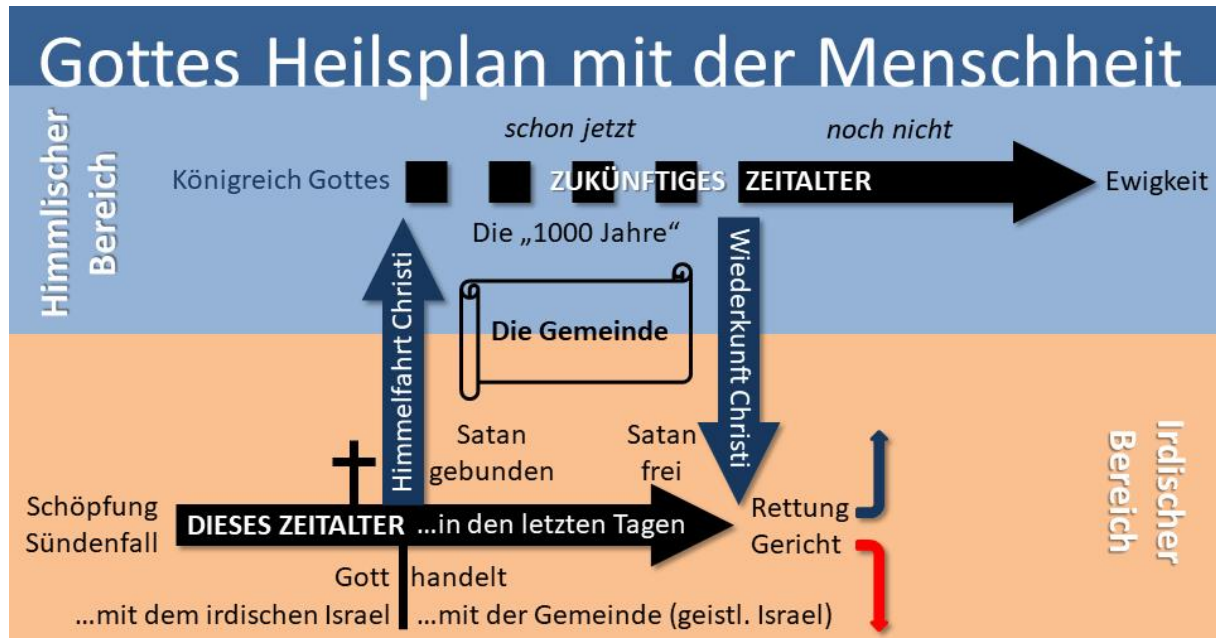 Gottes Heilsplan mit der Menschheit
Himmlischer
Bereich
schon jetzt
noch nicht
Königreich Gottes
ZUKÜNFTIGES ZEITALTER
Ewigkeit
Die „1000 Jahre“
Himmelfahrt Christi
Die Gemeinde
Wiederkunft Christi
Satan
gebunden
Satan
frei
Irdischer
Bereich
Schöpfung
Sündenfall
DIESES ZEITALTER ...in den letzten Tagen
Rettung
Gericht
Gott handelt
...mit dem irdischen Israel
...mit der Gemeinde (geistl. Israel)